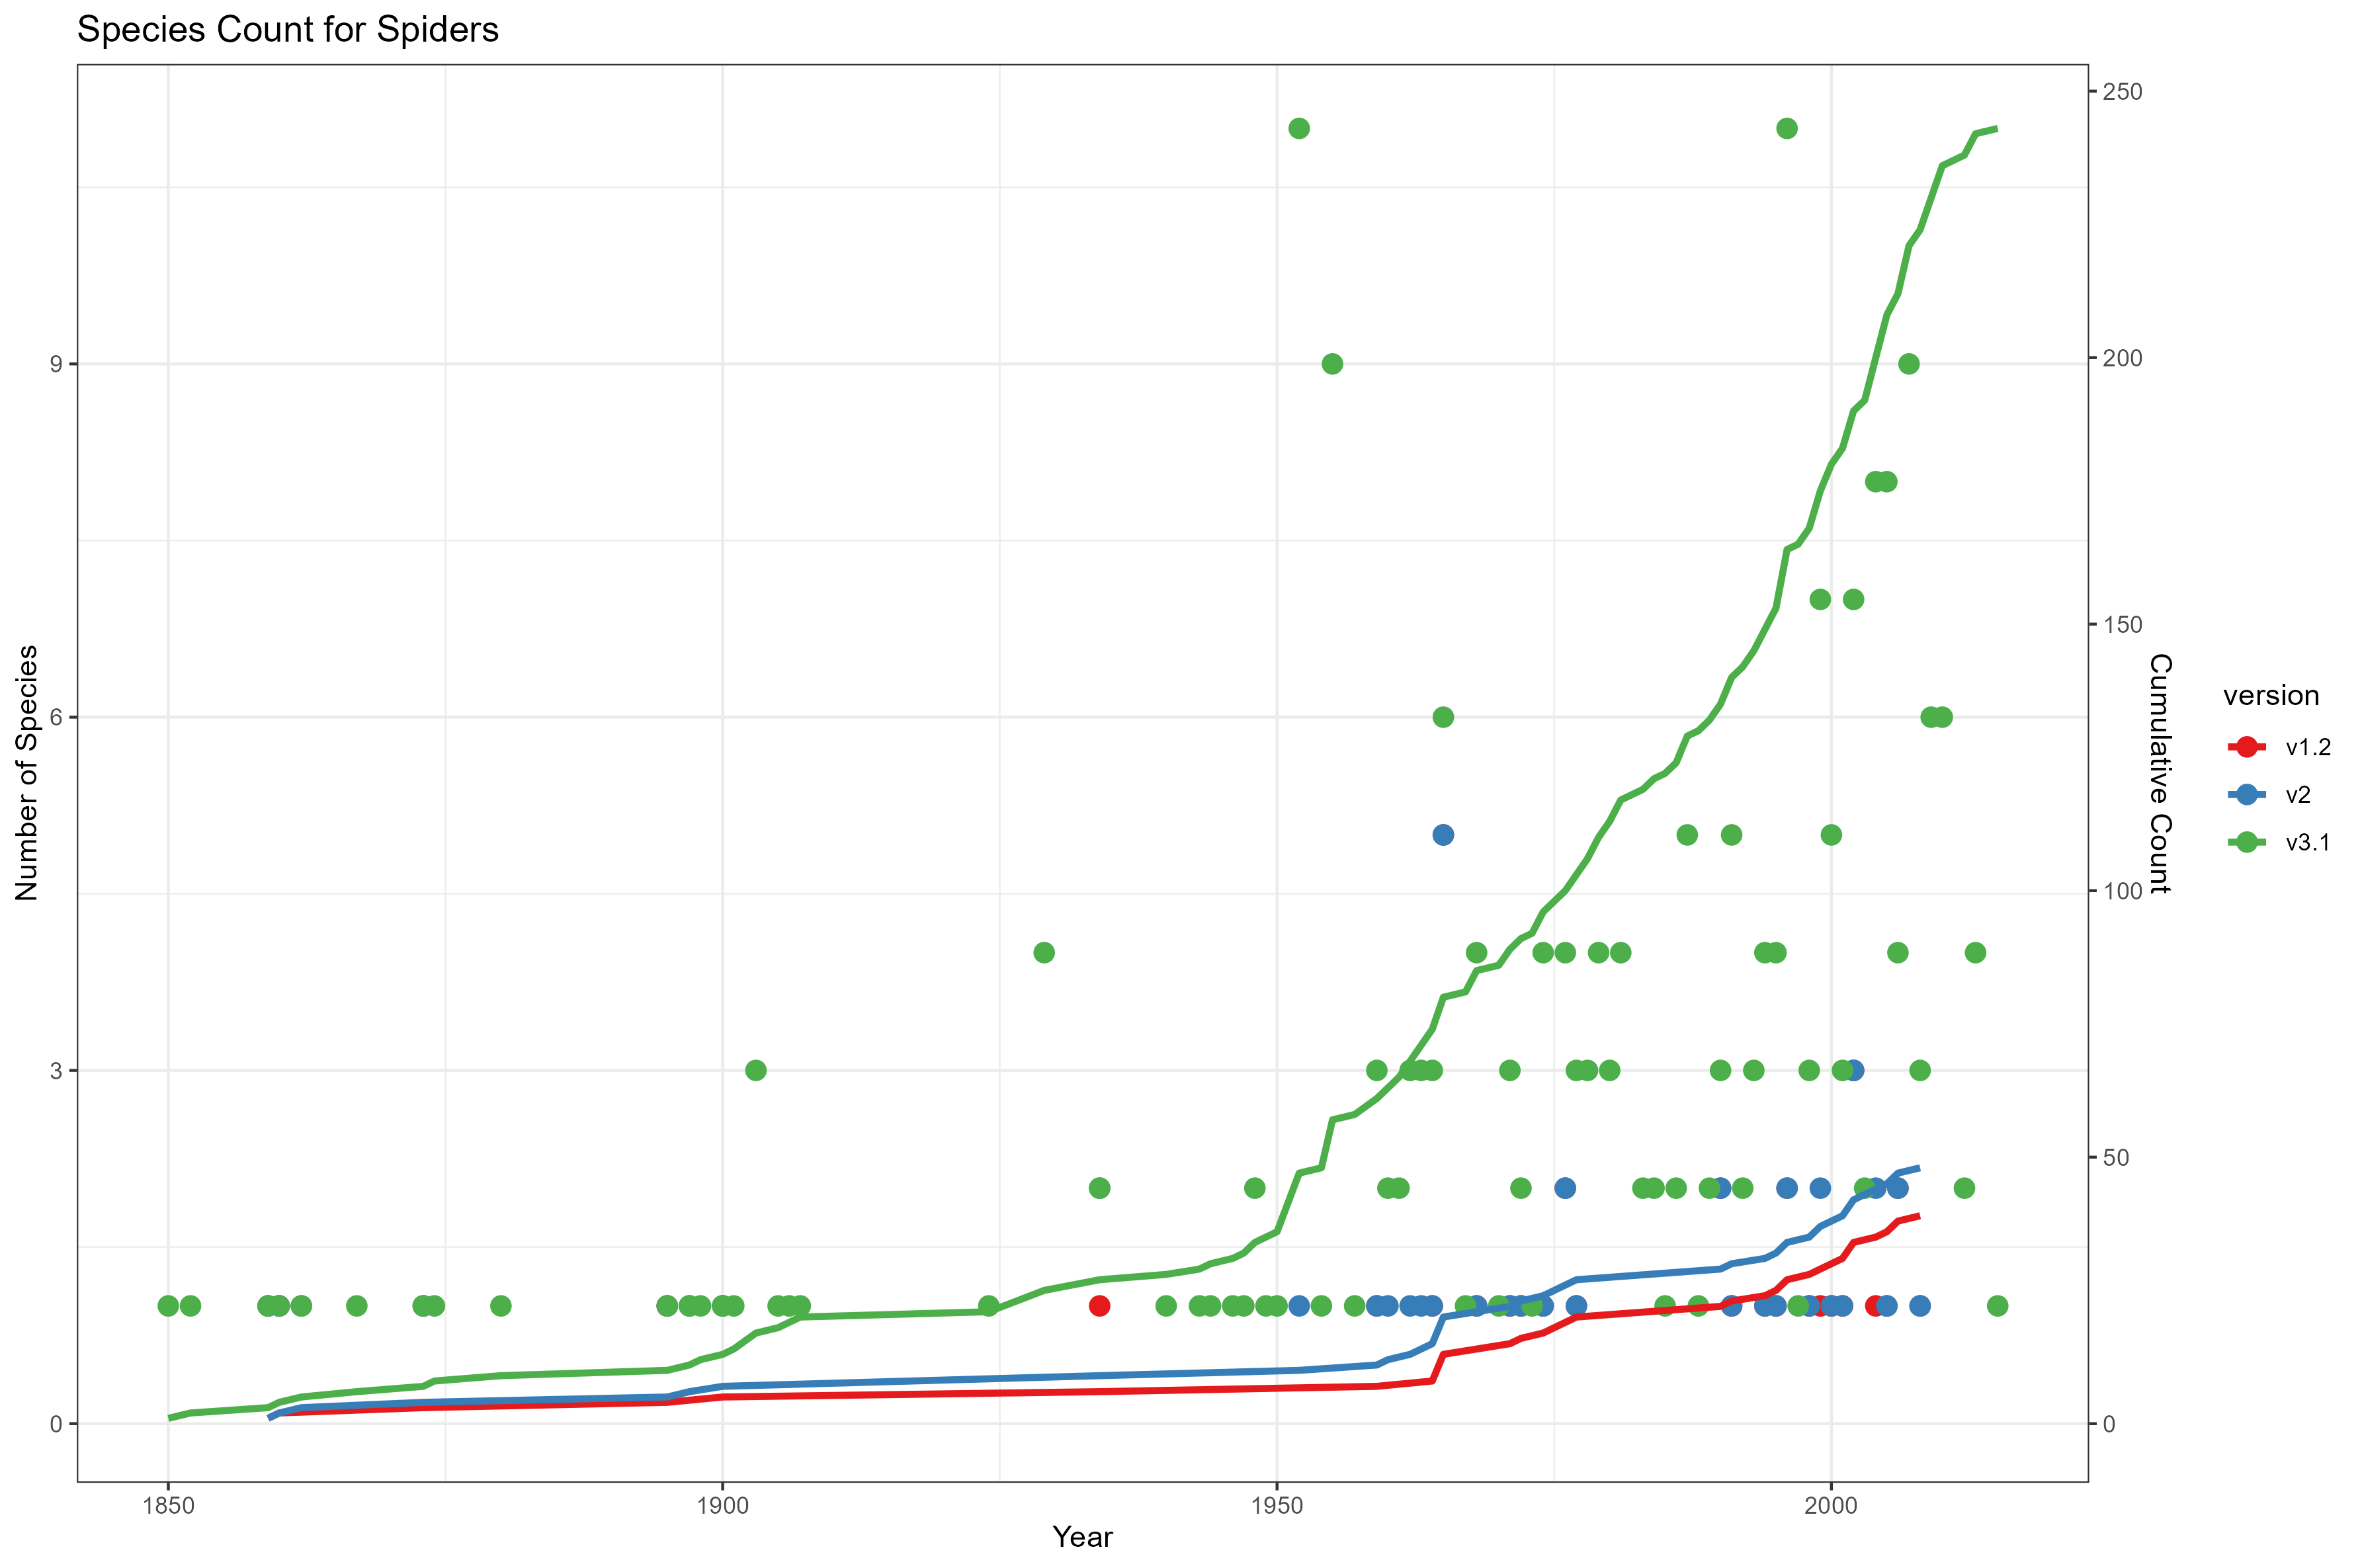 Species Count for Spiders
Number of Species
9
6
3
0
250
200
150
100
50
0
Cumulative Count
1850
1900
1950
2000
Year
version
v1.2
v2
v3.1